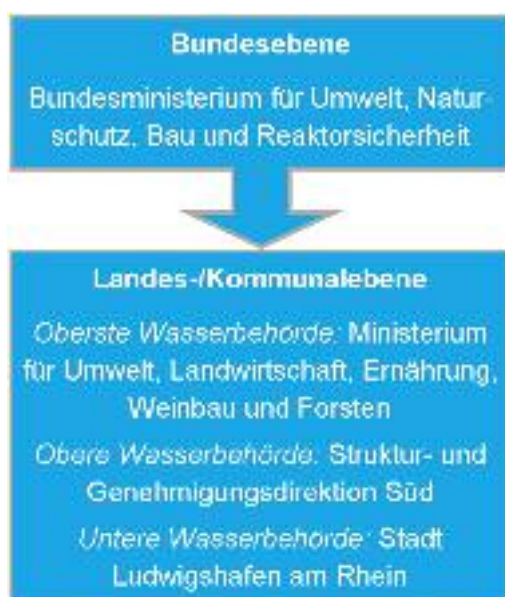 Bundesebene
Bundesministerium für Umwelt, Natur-
schutz, Bau und Reaktorsicherheit
Landes-/Kommunalebene
Oberste Wasserbehörde: Ministerium
für Umwelt, Landwirtschaft, Ernährung,
Weinbau und Forsten
Obere Wasserbehörde: Struktur- und
Genehmigungsdirektion Süd
Untere Wasserbehörde: Stadt
Ludwigshafen am Rhein